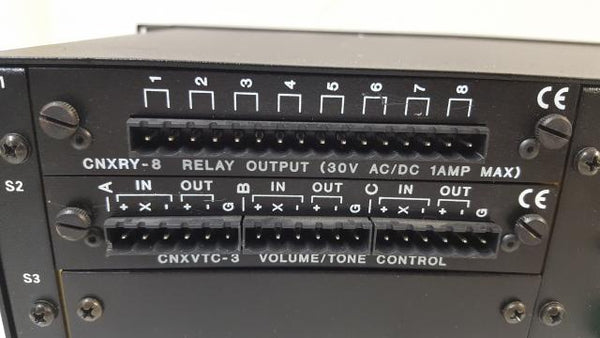 1 2 3 4 5 6 7 8
CE
CNXRY-8 RELAY OUTPUT (30V AC/DC 1AMP MAX)
S2
A IN OUT B IN OUT C IN OUT
CE
+ X - + - G + X - + - G + X - + - G
CNXVTC-3 VOLUME/TONE CONTROL
S3